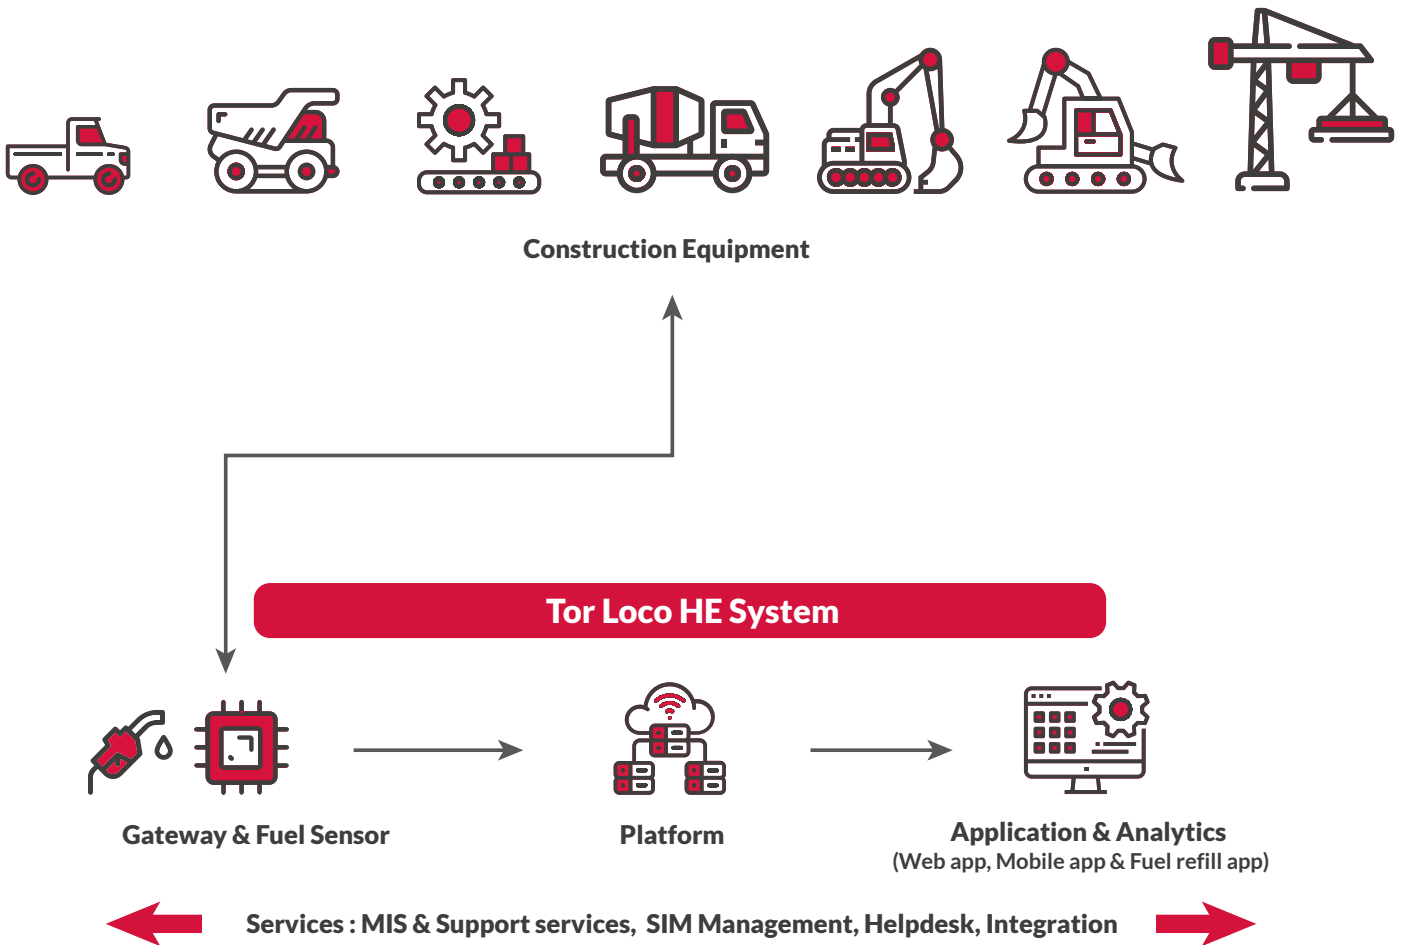 Construction Equipment
Tor Loco HE System
Gateway & Fuel Sensor
Platform
Application & Analytics
(Web app, Mobile app & Fuel refill app)
Services : MIS & Support services, SIM Management, Helpdesk, Integration